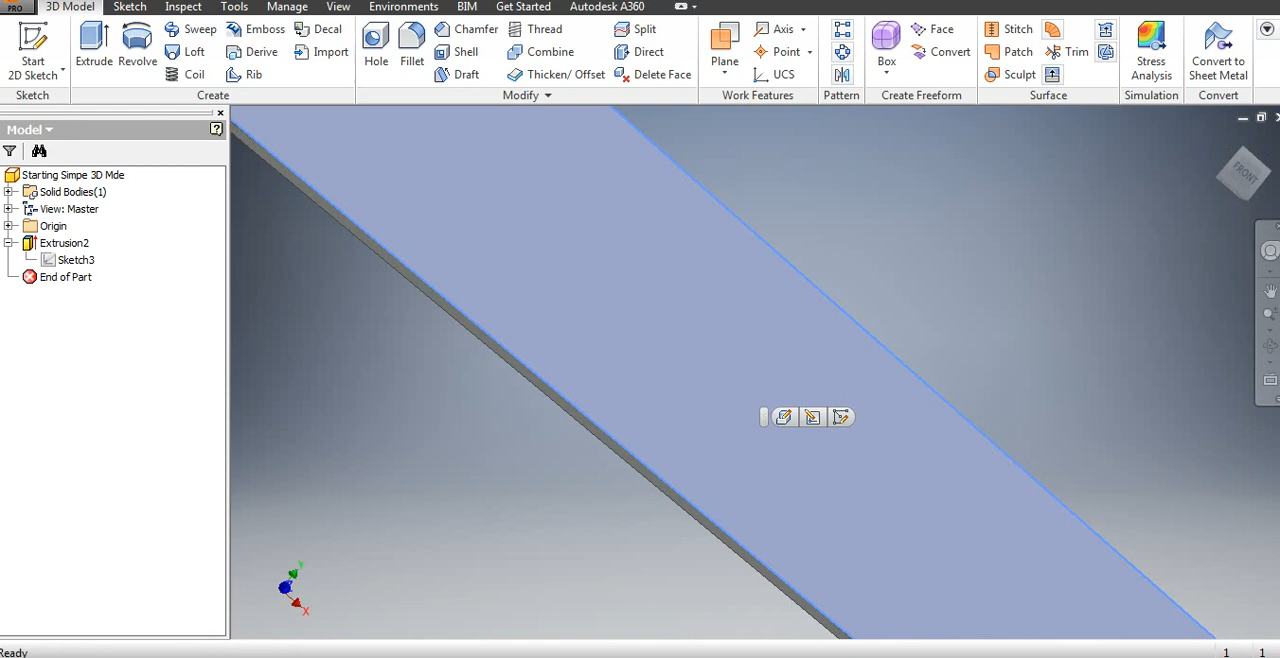 PRO 3D Model Sketch Inspect Tools Manage View Environments BIM Get Started Autodesk A360
Start
2D Sketch
Extrude
Revolve
Sweep
Loft
Coil
Emboss
Derive
Rib
Decal
Import
Hole
Fillet
Chamfer
Shell
Draft
Thread
Combine
Thicken/ Offset
Split
Direct
Delete Face
Plane
Axis
Point
UCS
Box
Face
Convert
Stitch
Patch
Sculpt
Trim
Stress
Analysis
Convert to
Sheet Metal
Sketch Create Modify Work Features Pattern Create Freeform Surface Simulation Convert
Model
Starting Simpe 3D Mde
Solid Bodies(1)
View: Master
Origin
Extrusion2
Sketch3
End of Part
FRONT
Y
X
Ready 1 1